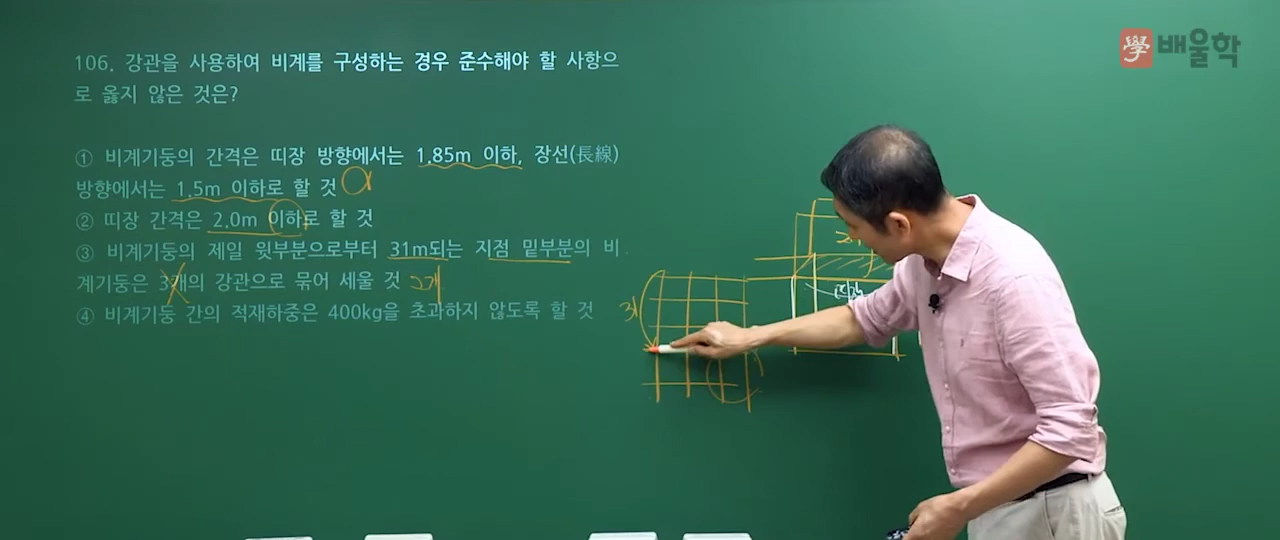 學 배울학
106. 강관을 사용하여 비계를 구성하는 경우 준수해야 할 사항으
로 옳지 않은 것은?
① 비계기둥의 간격은 띠장 방향에서는 1.85m 이하, 장선(長線)
방향에서는 1.5m 이하로 할 것
② 띠장 간격은 2.0m 이하로 할 것
③ 비계기둥의 제일 윗부분으로부터 31m되는 지점 밑부분의 비
계기둥은 3개의 강관으로 묶어 세울 것 2개
④ 비계기둥 간의 적재하중은 400kg을 초과하지 않도록 할 것
31